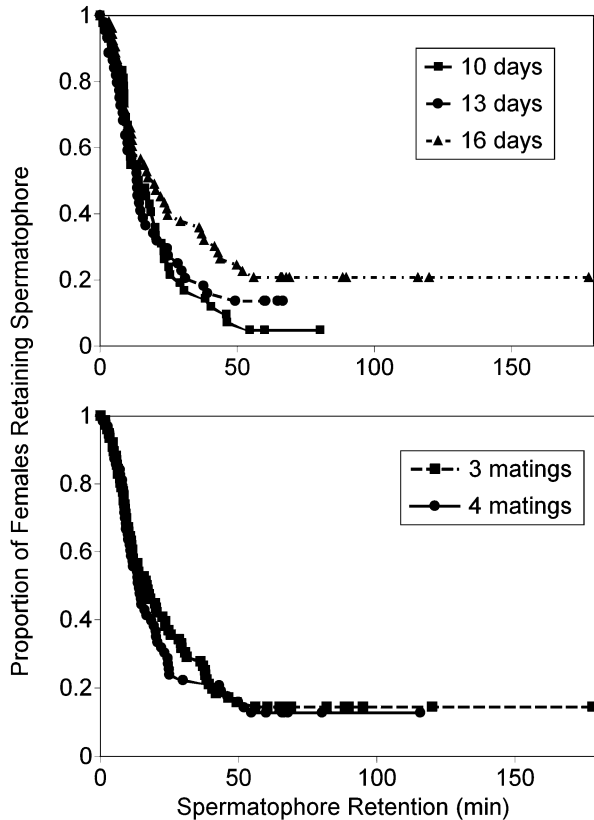 Proportion of Females Retaining Spermatophore
1
0.8
0.6
0.4
0.2
0
0
50
100
150
10 days
13 days
16 days
1
0.8
0.6
0.4
0.2
0
0
50
100
150
3 matings
4 matings
Spermatophore Retention (min)